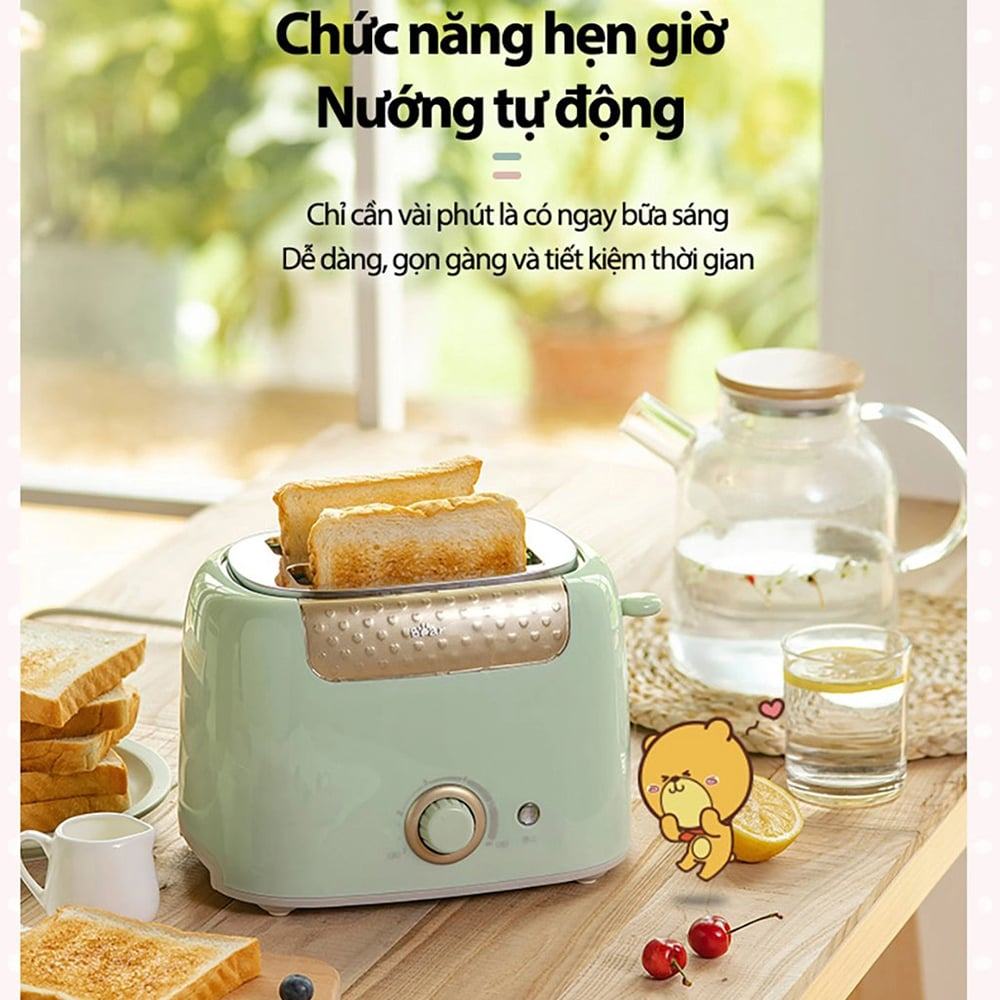 Chức năng hẹn giờ
Nướng tự động
Chỉ cần vài phút là có ngay bữa sáng
Dễ dàng, gọn gàng và tiết kiệm thời gian
Bear